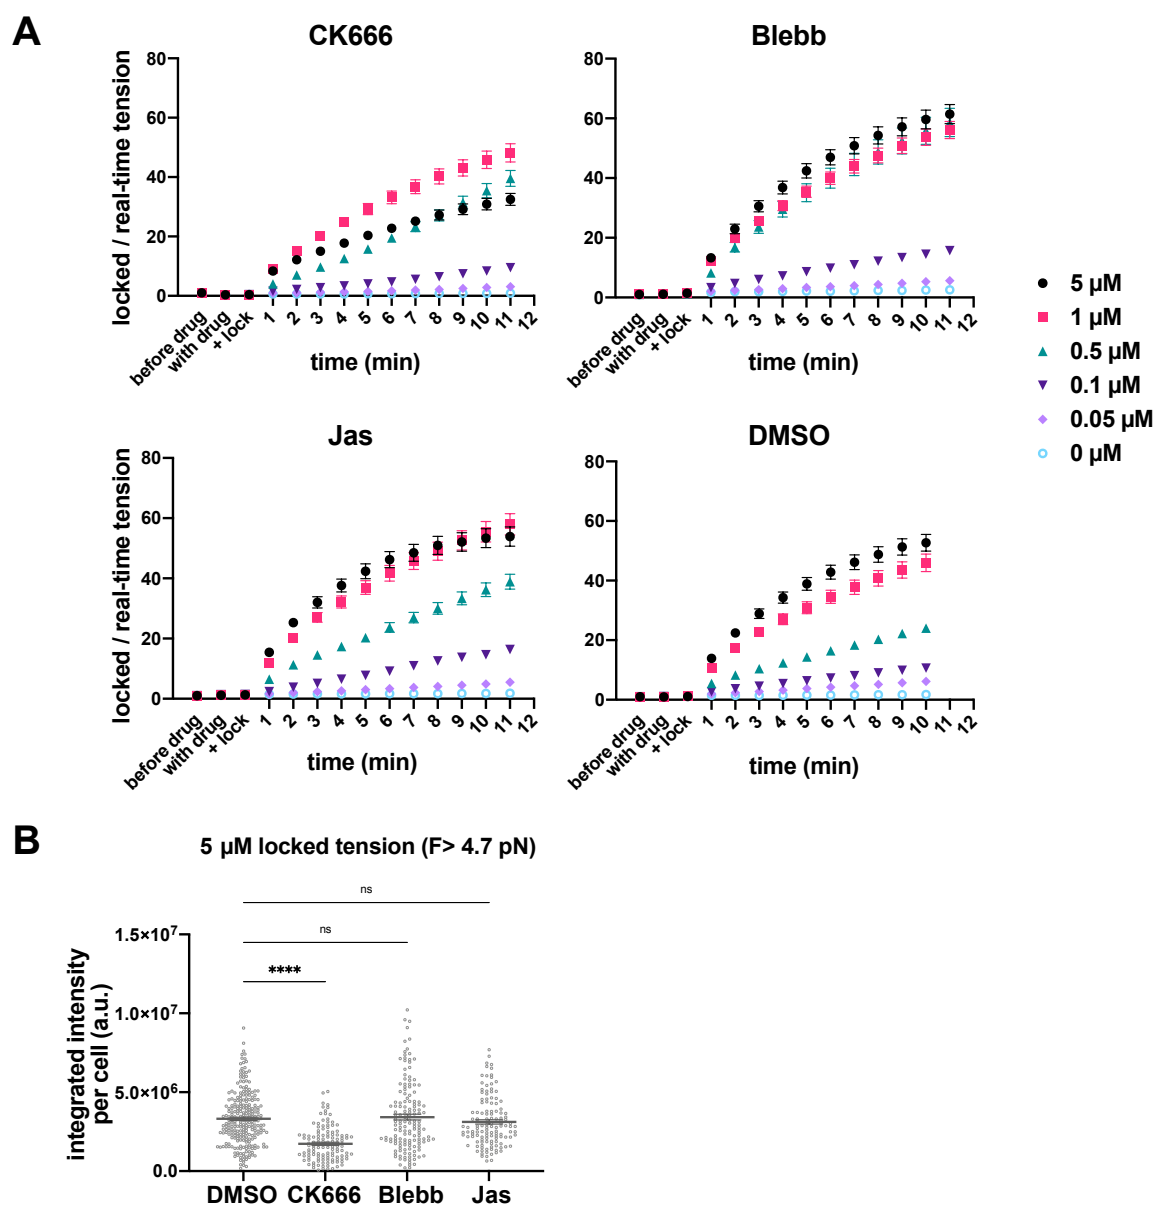 A
CK666
Blebb
locked / real-time tension
80
60
40
20
0
before drug
with drug
+ lock
1
2
3
4
5
6
7
8
9
10
11
12
time (min)
80
60
40
20
0
before drug
with drug
+ lock
1
2
3
4
5
6
7
8
9
10
11
12
time (min)
5 µM
1 µM
0.5 µM
0.1 µM
0.05 µM
0 µM
Jas
DMSO
locked / real-time tension
80
60
40
20
0
before drug
with drug
+ lock
1
2
3
4
5
6
7
8
9
10
11
12
time (min)
80
60
40
20
0
before drug
with drug
+ lock
1
2
3
4
5
6
7
8
9
10
11
12
time (min)
B
5 µM locked tension (F> 4.7 pN)
integrated intensity
per cell (a.u.)
1.5×10⁷
1.0×10⁷
5.0×10⁶
0.0
ns
ns
****
DMSO
CK666
Blebb
Jas